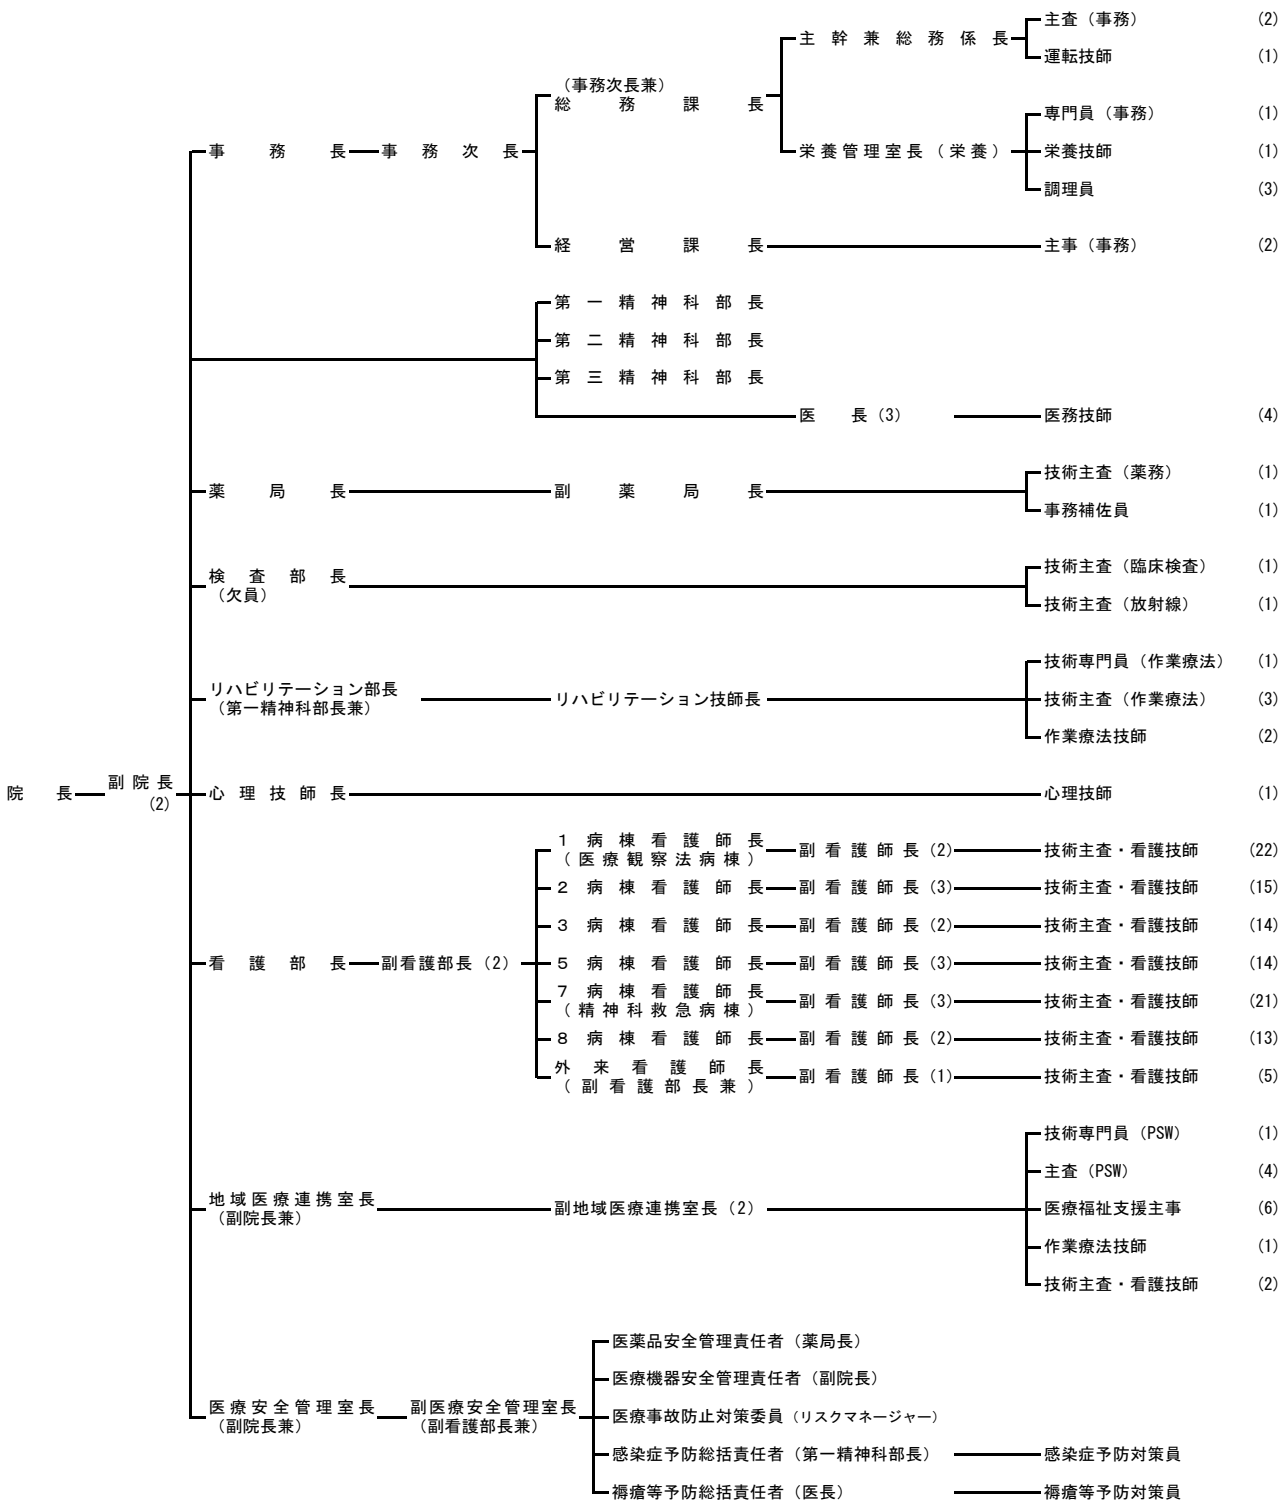 主査（事務） (2)
主幹兼総務係長
運転技師 (1)
（事務次長兼）
総務課長
専門員（事務） (1)
事務長 事務次長 栄養管理室長（栄養） 栄養技師 (1)
調理員 (3)
経営課長 主事（事務） (2)
第一精神科部長
第二精神科部長
第三精神科部長
医長(3) 医務技師 (4)
技術主査（薬務） (1)
薬局長 副薬局長
事務補佐員 (1)
技術主査（臨床検査） (1)
検査部長
（欠員）
技術主査（放射線） (1)
技術専門員（作業療法） (1)
リハビリテーション部長
（第一精神科部長兼）
リハビリテーション技師長 技術主査（作業療法） (3)
作業療法技師 (2)
院長 副院長
(2)
心理技師長 心理技師 (1)
1病棟看護師長
（医療観察法病棟）
副看護師長(2) 技術主査・看護技師 (22)
2病棟看護師長 副看護師長(3) 技術主査・看護技師 (15)
3病棟看護師長 副看護師長(2) 技術主査・看護技師 (14)
看護部長 副看護部長(2) 5病棟看護師長 副看護師長(3) 技術主査・看護技師 (14)
7病棟看護師長
（精神科救急病棟）
副看護師長(3) 技術主査・看護技師 (21)
8病棟看護師長 副看護師長(2) 技術主査・看護技師 (13)
外来看護師長
（副看護部長兼）
副看護師長(1) 技術主査・看護技師 (5)
技術専門員（PSW） (1)
主査（PSW） (4)
地域医療連携室長
（副院長兼）
副地域医療連携室長(2) 医療福祉支援主事 (6)
作業療法技師 (1)
技術主査・看護技師 (2)
医薬品安全管理責任者（薬局長）
医療機器安全管理責任者（副院長）
医療安全管理室長
（副院長兼）
副医療安全管理室長
（副看護部長兼）
医療事故防止対策委員（リスクマネージャー）
感染症予防総括責任者（第一精神科部長） 感染症予防対策員
褥瘡等予防総括責任者（医長） 褥瘡等予防対策員